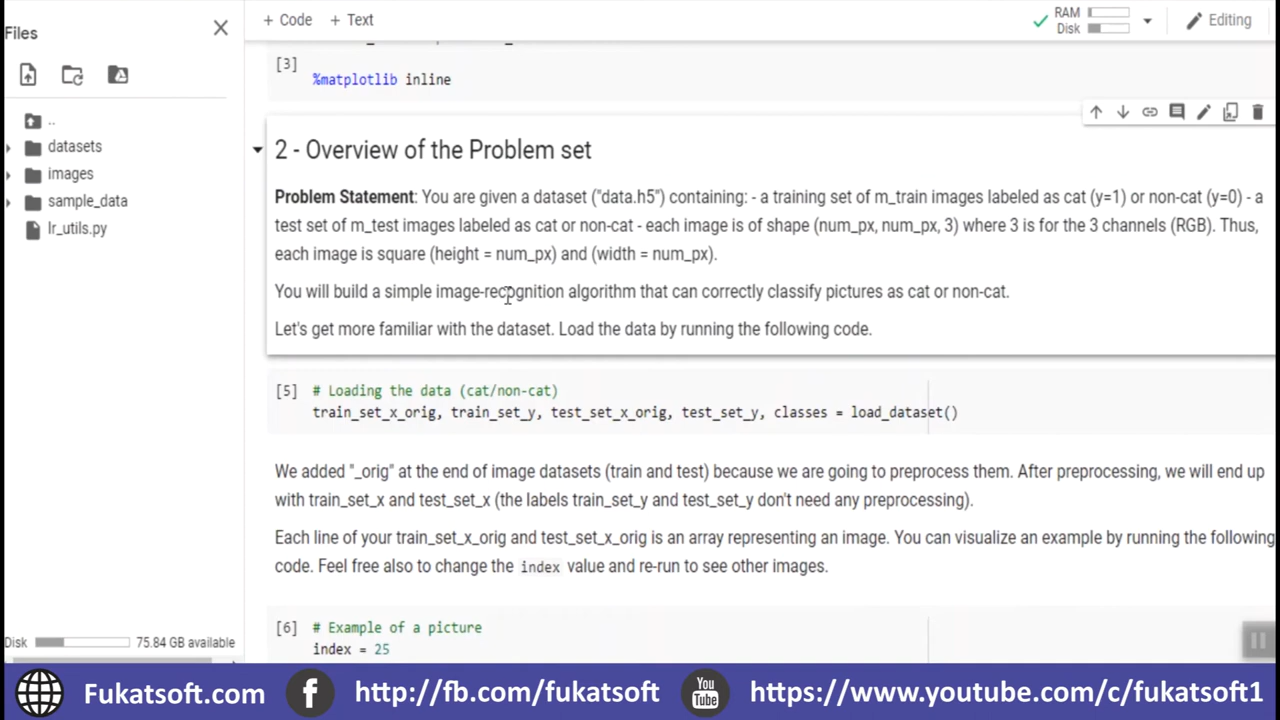 Files
+ Code + Text
RAM
Disk
Editing
[3]
%matplotlib inline
..
datasets
images
sample_data
lr_utils.py
2 - Overview of the Problem set
Problem Statement: You are given a dataset ("data.h5") containing: - a training set of m_train images labeled as cat (y=1) or non-cat (y=0) - a
test set of m_test images labeled as cat or non-cat - each image is of shape (num_px, num_px, 3) where 3 is for the 3 channels (RGB). Thus,
each image is square (height = num_px) and (width = num_px).
You will build a simple image-recognition algorithm that can correctly classify pictures as cat or non-cat.
Let's get more familiar with the dataset. Load the data by running the following code.
[5]
# Loading the data (cat/non-cat)
train_set_x_orig, train_set_y, test_set_x_orig, test_set_y, classes = load_dataset()
We added "_orig" at the end of image datasets (train and test) because we are going to preprocess them. After preprocessing, we will end up
with train_set_x and test_set_x (the labels train_set_y and test_set_y don't need any preprocessing).
Each line of your train_set_x_orig and test_set_x_orig is an array representing an image. You can visualize an example by running the following
code. Feel free also to change the index value and re-run to see other images.
[6]
# Example of a picture
index = 25
Disk 75.84 GB available
Fukatsoft.com
http://fb.com/fukatsoft
You
Tube
https://www.youtube.com/c/fukatsoft1